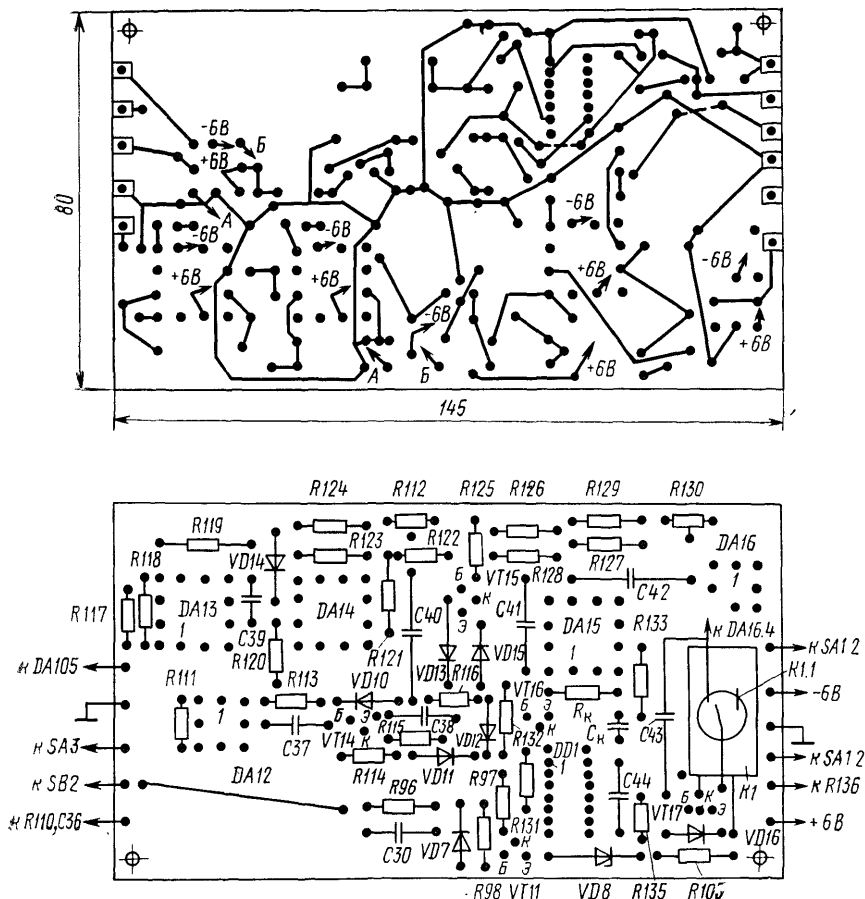 -6В
Б
+6В
А
-6В
-6В
-6В
+6В
+6В
-6В
+6В
-6В
А
Б
+6В
+6В
80
145
R124
R112
R125
R126
R129
R130
R119
VD14
R123
R122
R127
DA16
R118
Б
VT15
R128
1
R117
DA13
1
C39
DA14
C40
К
Э
C41
C42
DA15
1
R133
к DA16.4
R120
R121
VD13
R116
VD15
к SA1 2
к DA105
K1.1
R111
R113
VD10
VT16
Rк
-6В
1
C37
Б
Э
К
VT14
R115
C38
VD12
Б
Э
К
R132
Cк
C43
к SA3
R114
VD11
DD1
1
к SA1 2
DA12
R97
C44
K1
к SB2
R96
к R136
Б
К
Э
VT17
к R110,C36
C30
R131
VD16
+6В
VD7
К
Б
Э
R98
VT11
VD8
R135
R105